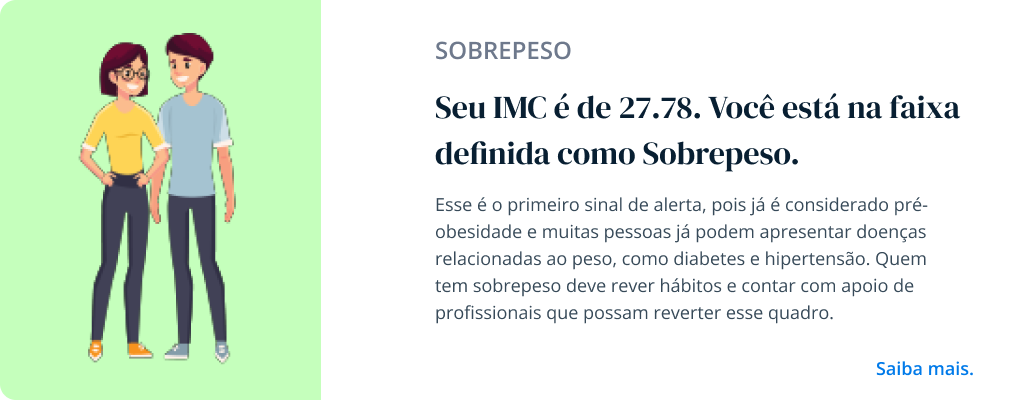 SOBREPESO
Seu IMC é de 27.78. Você está na faixa
definida como Sobrepeso.
Esse é o primeiro sinal de alerta, pois já é considerado pré-
obesidade e muitas pessoas já podem apresentar doenças
relacionadas ao peso, como diabetes e hipertensão. Quem
tem sobrepeso deve rever hábitos e contar com apoio de
profissionais que possam reverter esse quadro.
Saiba mais.